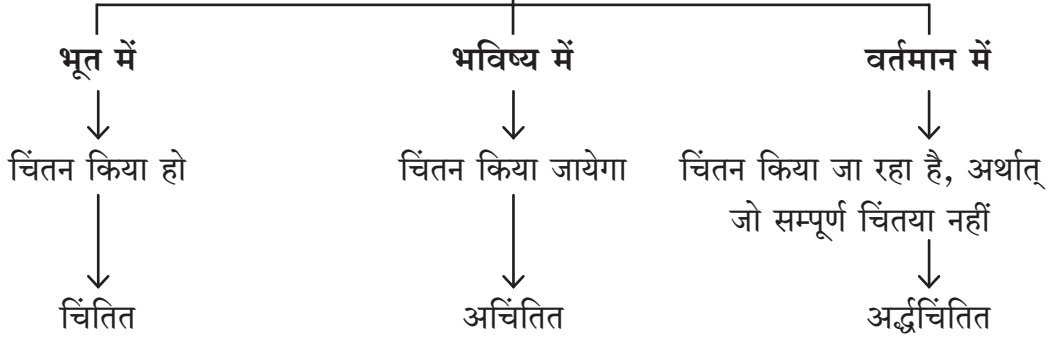 भूत में भविष्य में वर्तमान में
चिंतन किया हो चिंतन किया जायेगा चिंतन किया जा रहा है, अर्थात्
जो सम्पूर्ण चिंतया नहीं
चिंतित अचिंतित अर्द्धचिंतित